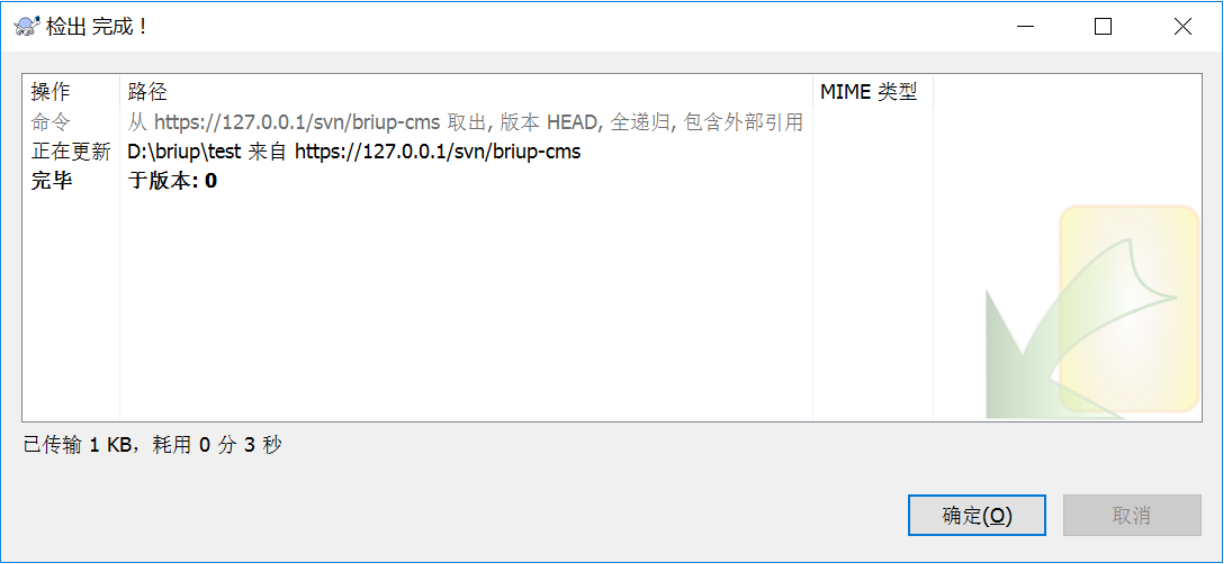 检出 完成！
操作 路径 MIME 类型
命令 从 https://127.0.0.1/svn/briup-cms 取出, 版本 HEAD, 全递归, 包含外部引用
正在更新 D:\briup\test 来自 https://127.0.0.1/svn/briup-cms
完毕 于版本: 0
已传输 1 KB，耗用 0 分 3 秒
确定(O) 取消